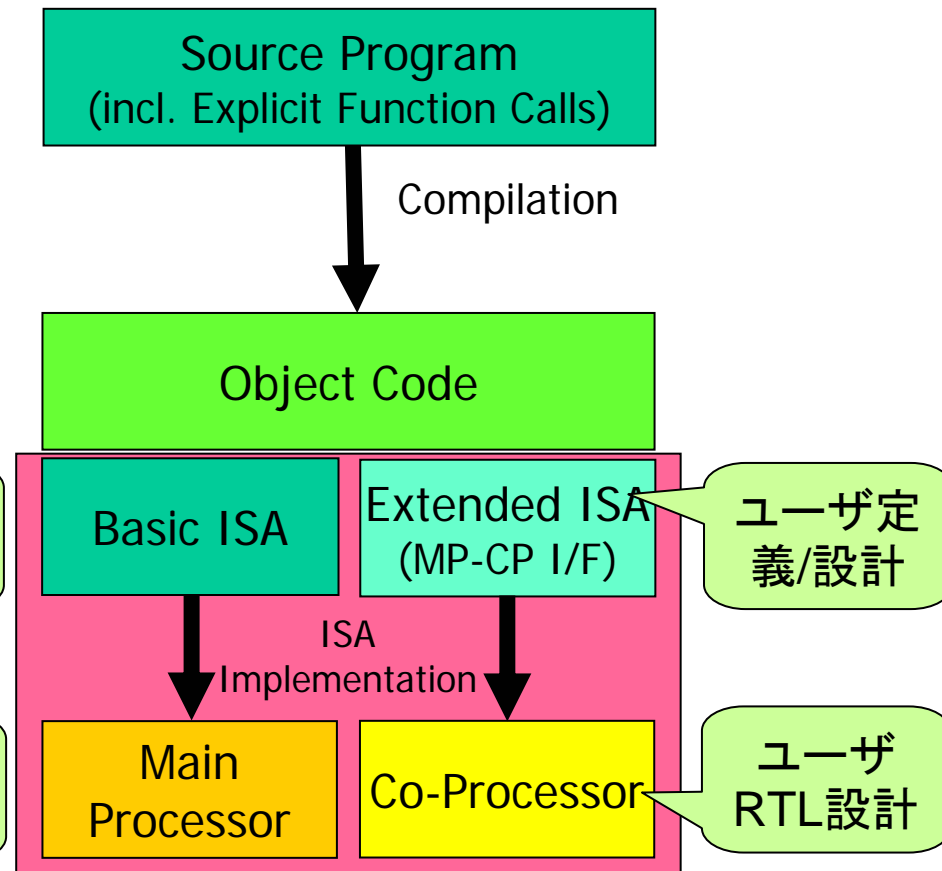 Source Program
(incl. Explicit Function Calls)
Compilation
Object Code
Basic ISA
Extended ISA
(MP-CP I/F)
ユーザ定
義/設計
ISA
Implementation
Main
Processor
Co-Processor
ユーザ
RTL設計